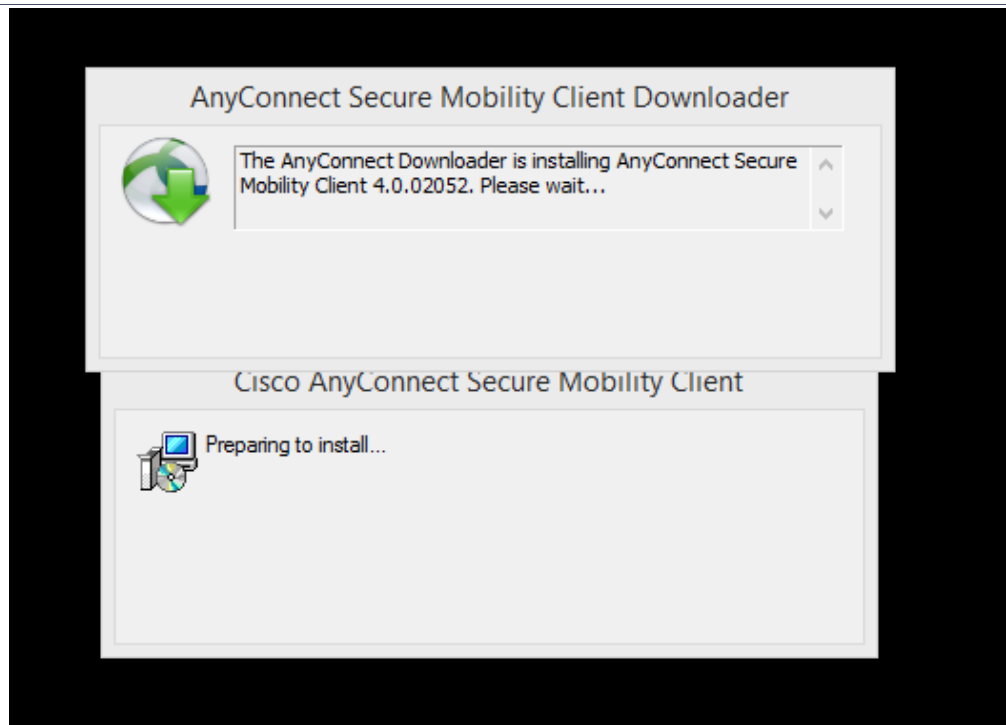 AnyConnect Secure Mobility Client Downloader
The AnyConnect Downloader is installing AnyConnect Secure
Mobility Client 4.0.02052. Please wait...
Cisco AnyConnect Secure Mobility Client
Preparing to install...